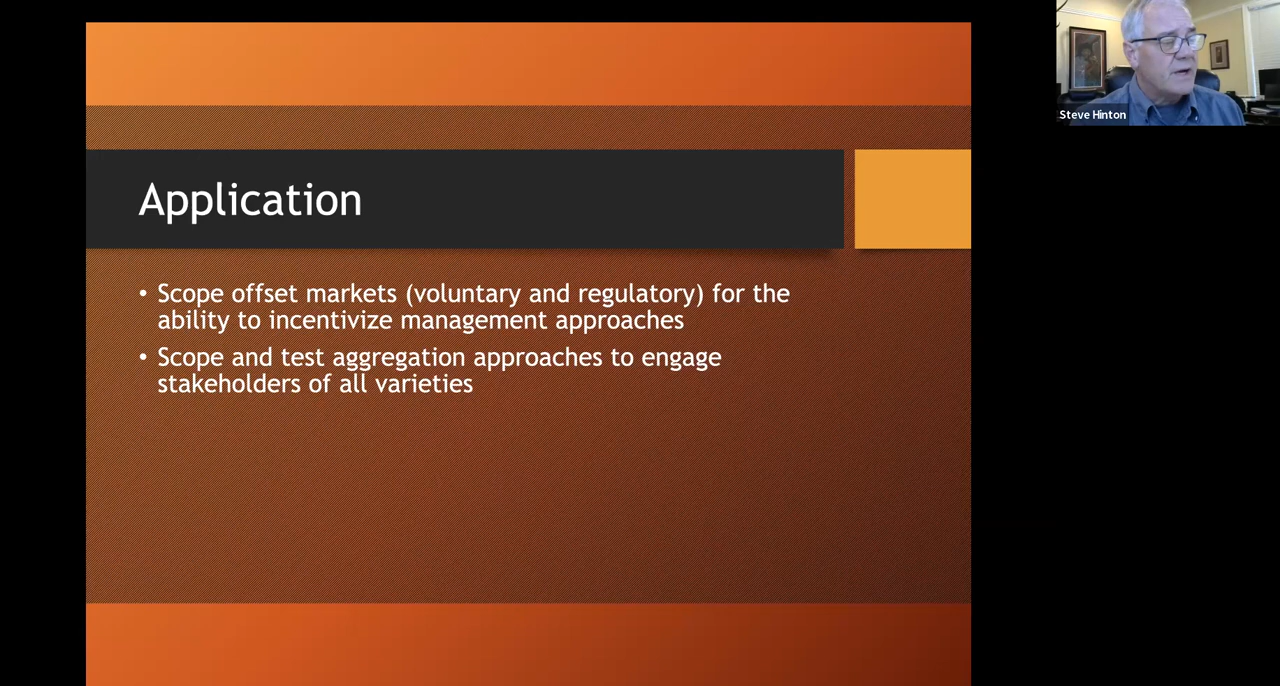 Application
• Scope offset markets (voluntary and regulatory) for the
ability to incentivize management approaches
• Scope and test aggregation approaches to engage
stakeholders of all varieties
Steve Hinton